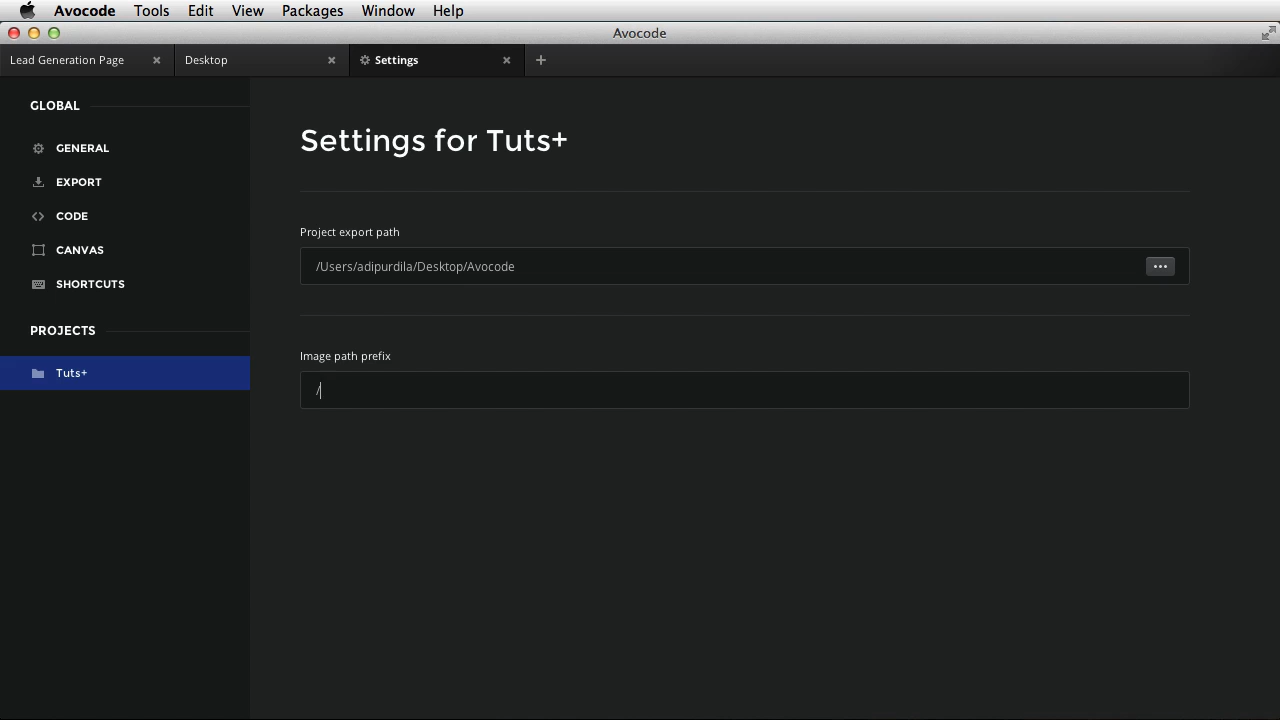 Avocode Tools Edit View Packages Window Help
Avocode
Lead Generation Page Desktop Settings
GLOBAL
GENERAL
EXPORT
CODE
CANVAS
SHORTCUTS
PROJECTS
Tuts+
Settings for Tuts+
Project export path
/Users/adipurdila/Desktop/Avocode
Image path prefix
/